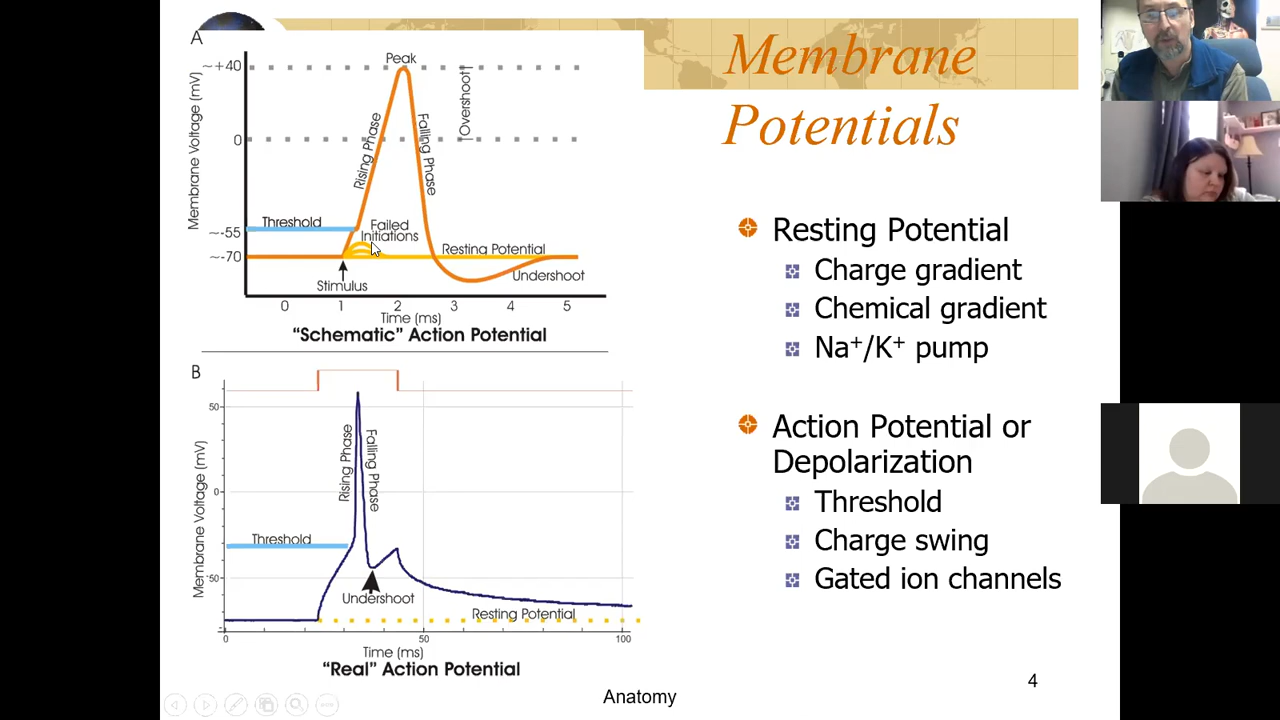 A
Membrane Voltage (mV)
~+40
0
~-55
~-70
Peak
Overshoot
Rising Phase
Falling Phase
Threshold
Failed
Initiations
Resting Potential
Undershoot
Stimulus
0 1 2 3 4 5
Time (ms)
“Schematic” Action Potential
B
Membrane Voltage (mV)
50
0
-50
Rising Phase
Falling Phase
Threshold
Undershoot
Resting Potential
0 50 100
Time (ms)
“Real” Action Potential
Membrane
Potentials
Resting Potential
Charge gradient
Chemical gradient
Na⁺/K⁺ pump
Action Potential or
Depolarization
Threshold
Charge swing
Gated ion channels
Anatomy
4